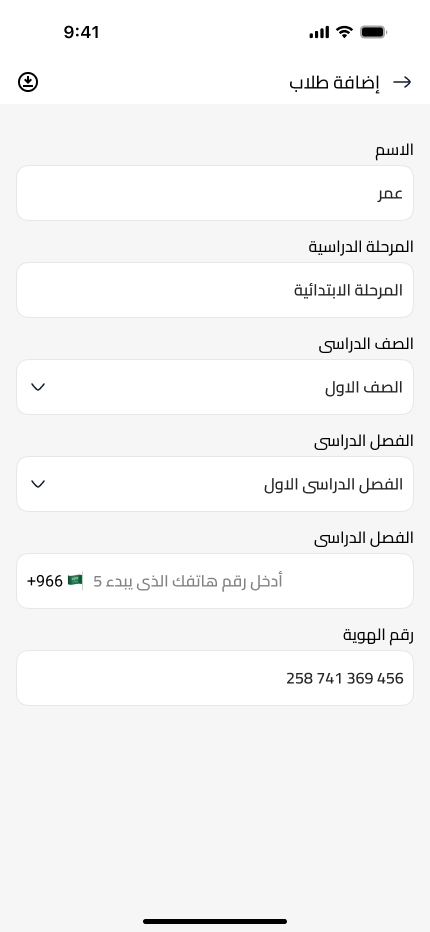 9:41
إضافة طلاب
الاسم
عمر
المرحلة الدراسية
المرحلة الابتدائية
الصف الدراسى
الصف الاول
الفصل الدراسى
الفصل الدراسى الاول
الفصل الدراسى
أدخل رقم هاتفك الذى يبدء 5 +966
رقم الهوية
258 741 369 456